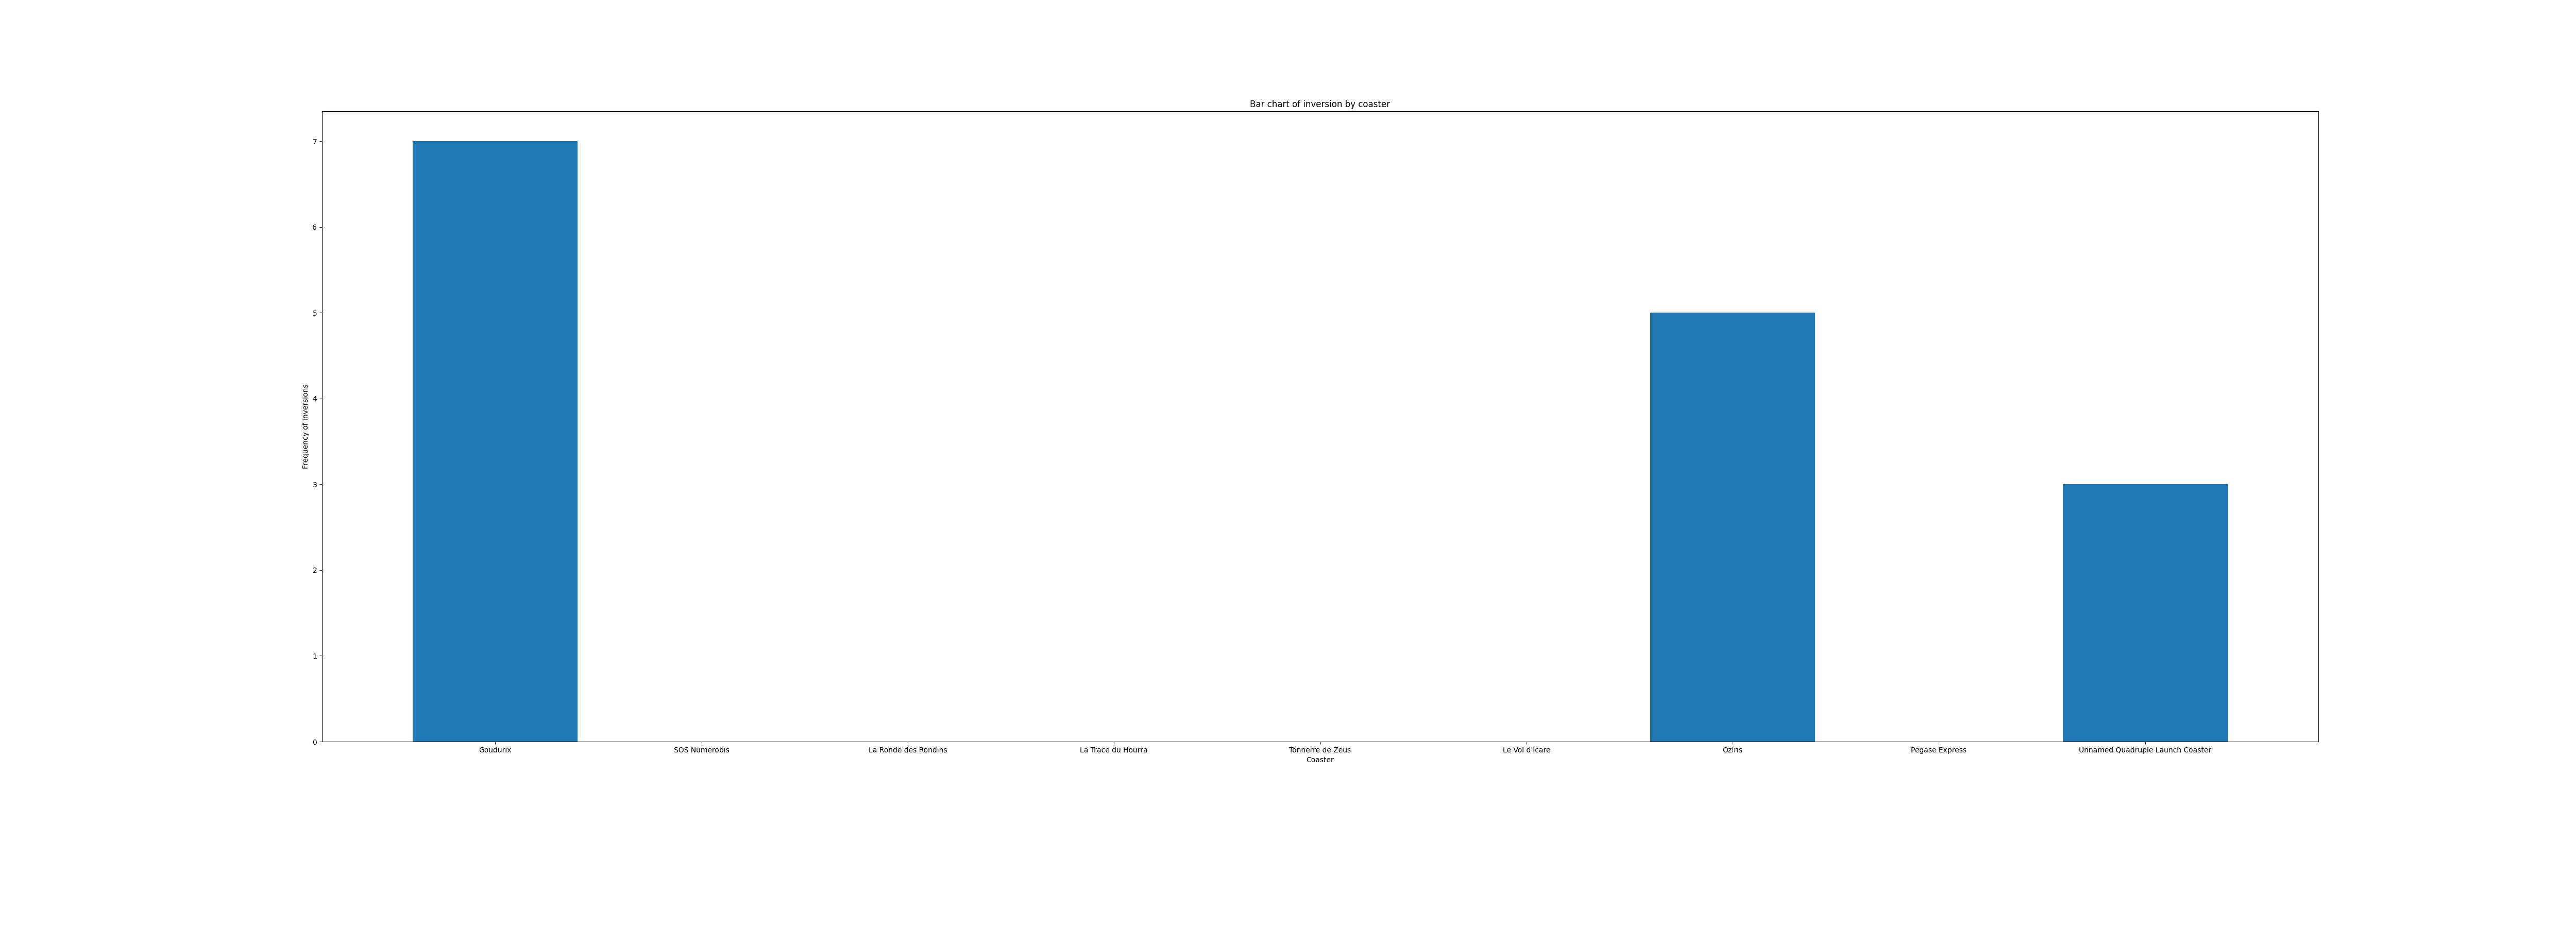 Bar chart of inversion by coaster
Frequency of inversions
7
6
5
4
3
2
1
0
Goudurix SOS Numerobis La Ronde des Rondins La Trace du Hourra Tonnerre de Zeus Le Vol d'Icare OzIris Pegase Express Unnamed Quadruple Launch Coaster
Coaster